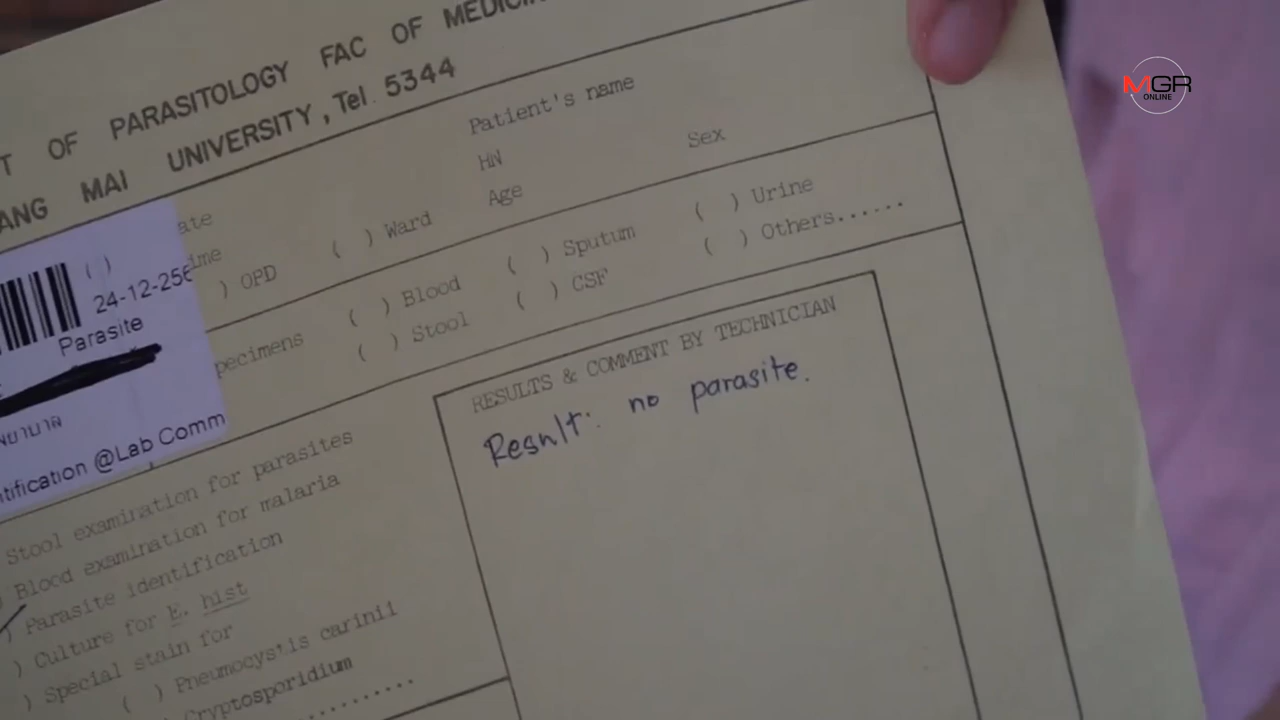 T OF PARASITOLOGY FAC OF
ANG MAI UNIVERSITY, Tel. 5344
MGR
ONLINE
Patient's name
HN
Sex
Age
ate
ime
( ) Ward
) OPD
( )
24-12-256
Parasite
ntification @Lab Comm
pecimens
( ) Blood
( ) Sputum
( ) Urine
( ) Stool
( ) CSF
( ) Others......
RESULTS & COMMENT BY TECHNICIAN
Result: no parasite.
Stool examination for parasites
Blood examination for malaria
) Parasite identification
) Culture for E. hist
) Special stain for
( ) Pneumocystis carinii
Cryptosporidium